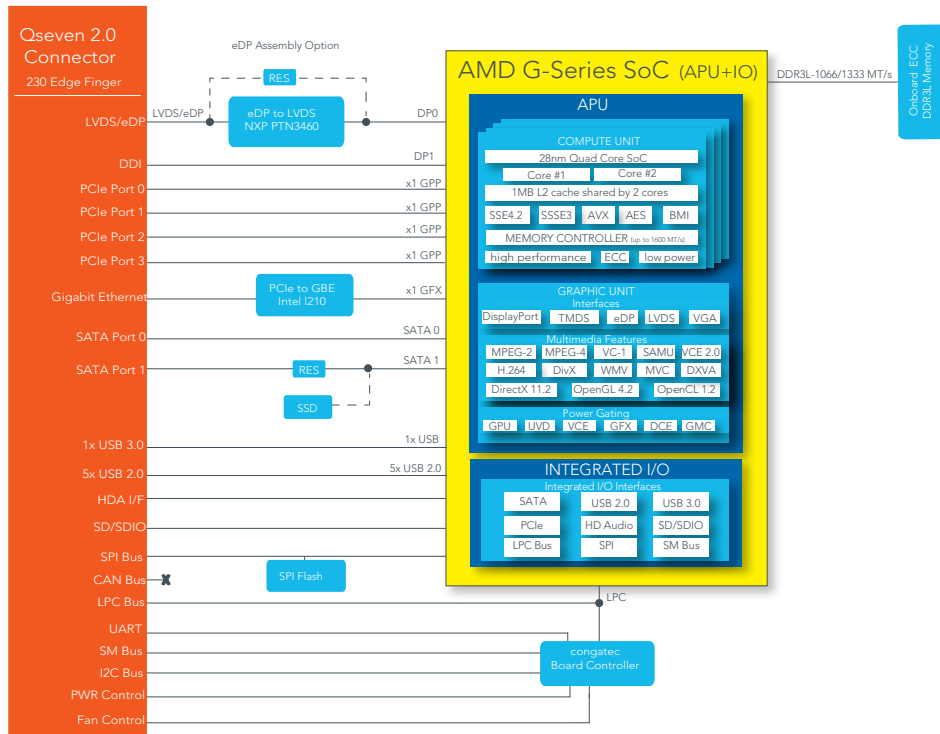 Qseven 2.0
Connector
230 Edge Finger
LVDS/eDP
DDI
PCIe Port 0
PCIe Port 1
PCIe Port 2
PCIe Port 3
Gigabit Ethernet
SATA Port 0
SATA Port 1
1x USB 3.0
5x USB 2.0
HDA I/F
SD/SDIO
SPI Bus
CAN Bus
LPC Bus
UART
SM Bus
I2C Bus
PWR Control
Fan Control
eDP Assembly Option
RES
LVDS/eDP
eDP to LVDS
NXP PTN3460
DP0
DP1
x1 GPP
x1 GPP
x1 GPP
x1 GPP
PCIe to GBE
Intel I210
x1 GFX
SATA 0
SATA 1
RES
SSD
1x USB
5x USB 2.0
SPI Flash
X
AMD G-Series SoC (APU+IO)
APU
COMPUTE UNIT
28nm Quad Core SoC
Core #1 Core #2
1MB L2 cache shared by 2 cores
SSE4.2 SSSE3 AVX AES BMI
MEMORY CONTROLLER (up to 1600 MT/s)
high performance ECC low power
GRAPHIC UNIT
Interfaces
DisplayPort TMDS eDP LVDS VGA
Multimedia Features
MPEG-2 MPEG-4 VC-1 SAMU VCE 2.0
H.264 DivX WMV MVC DXVA
DirectX 11.2 OpenGL 4.2 OpenCL 1.2
Power Gating
GPU UVD VCE GFX DCE GMC
INTEGRATED I/O
Integrated I/O Interfaces
SATA USB 2.0 USB 3.0
PCIe HD Audio SD/SDIO
LPC Bus SPI SM Bus
LPC
congatec
Board Controller
DDR3L-1066/1333 MT/s
Onboard ECC
DDR3L Memory